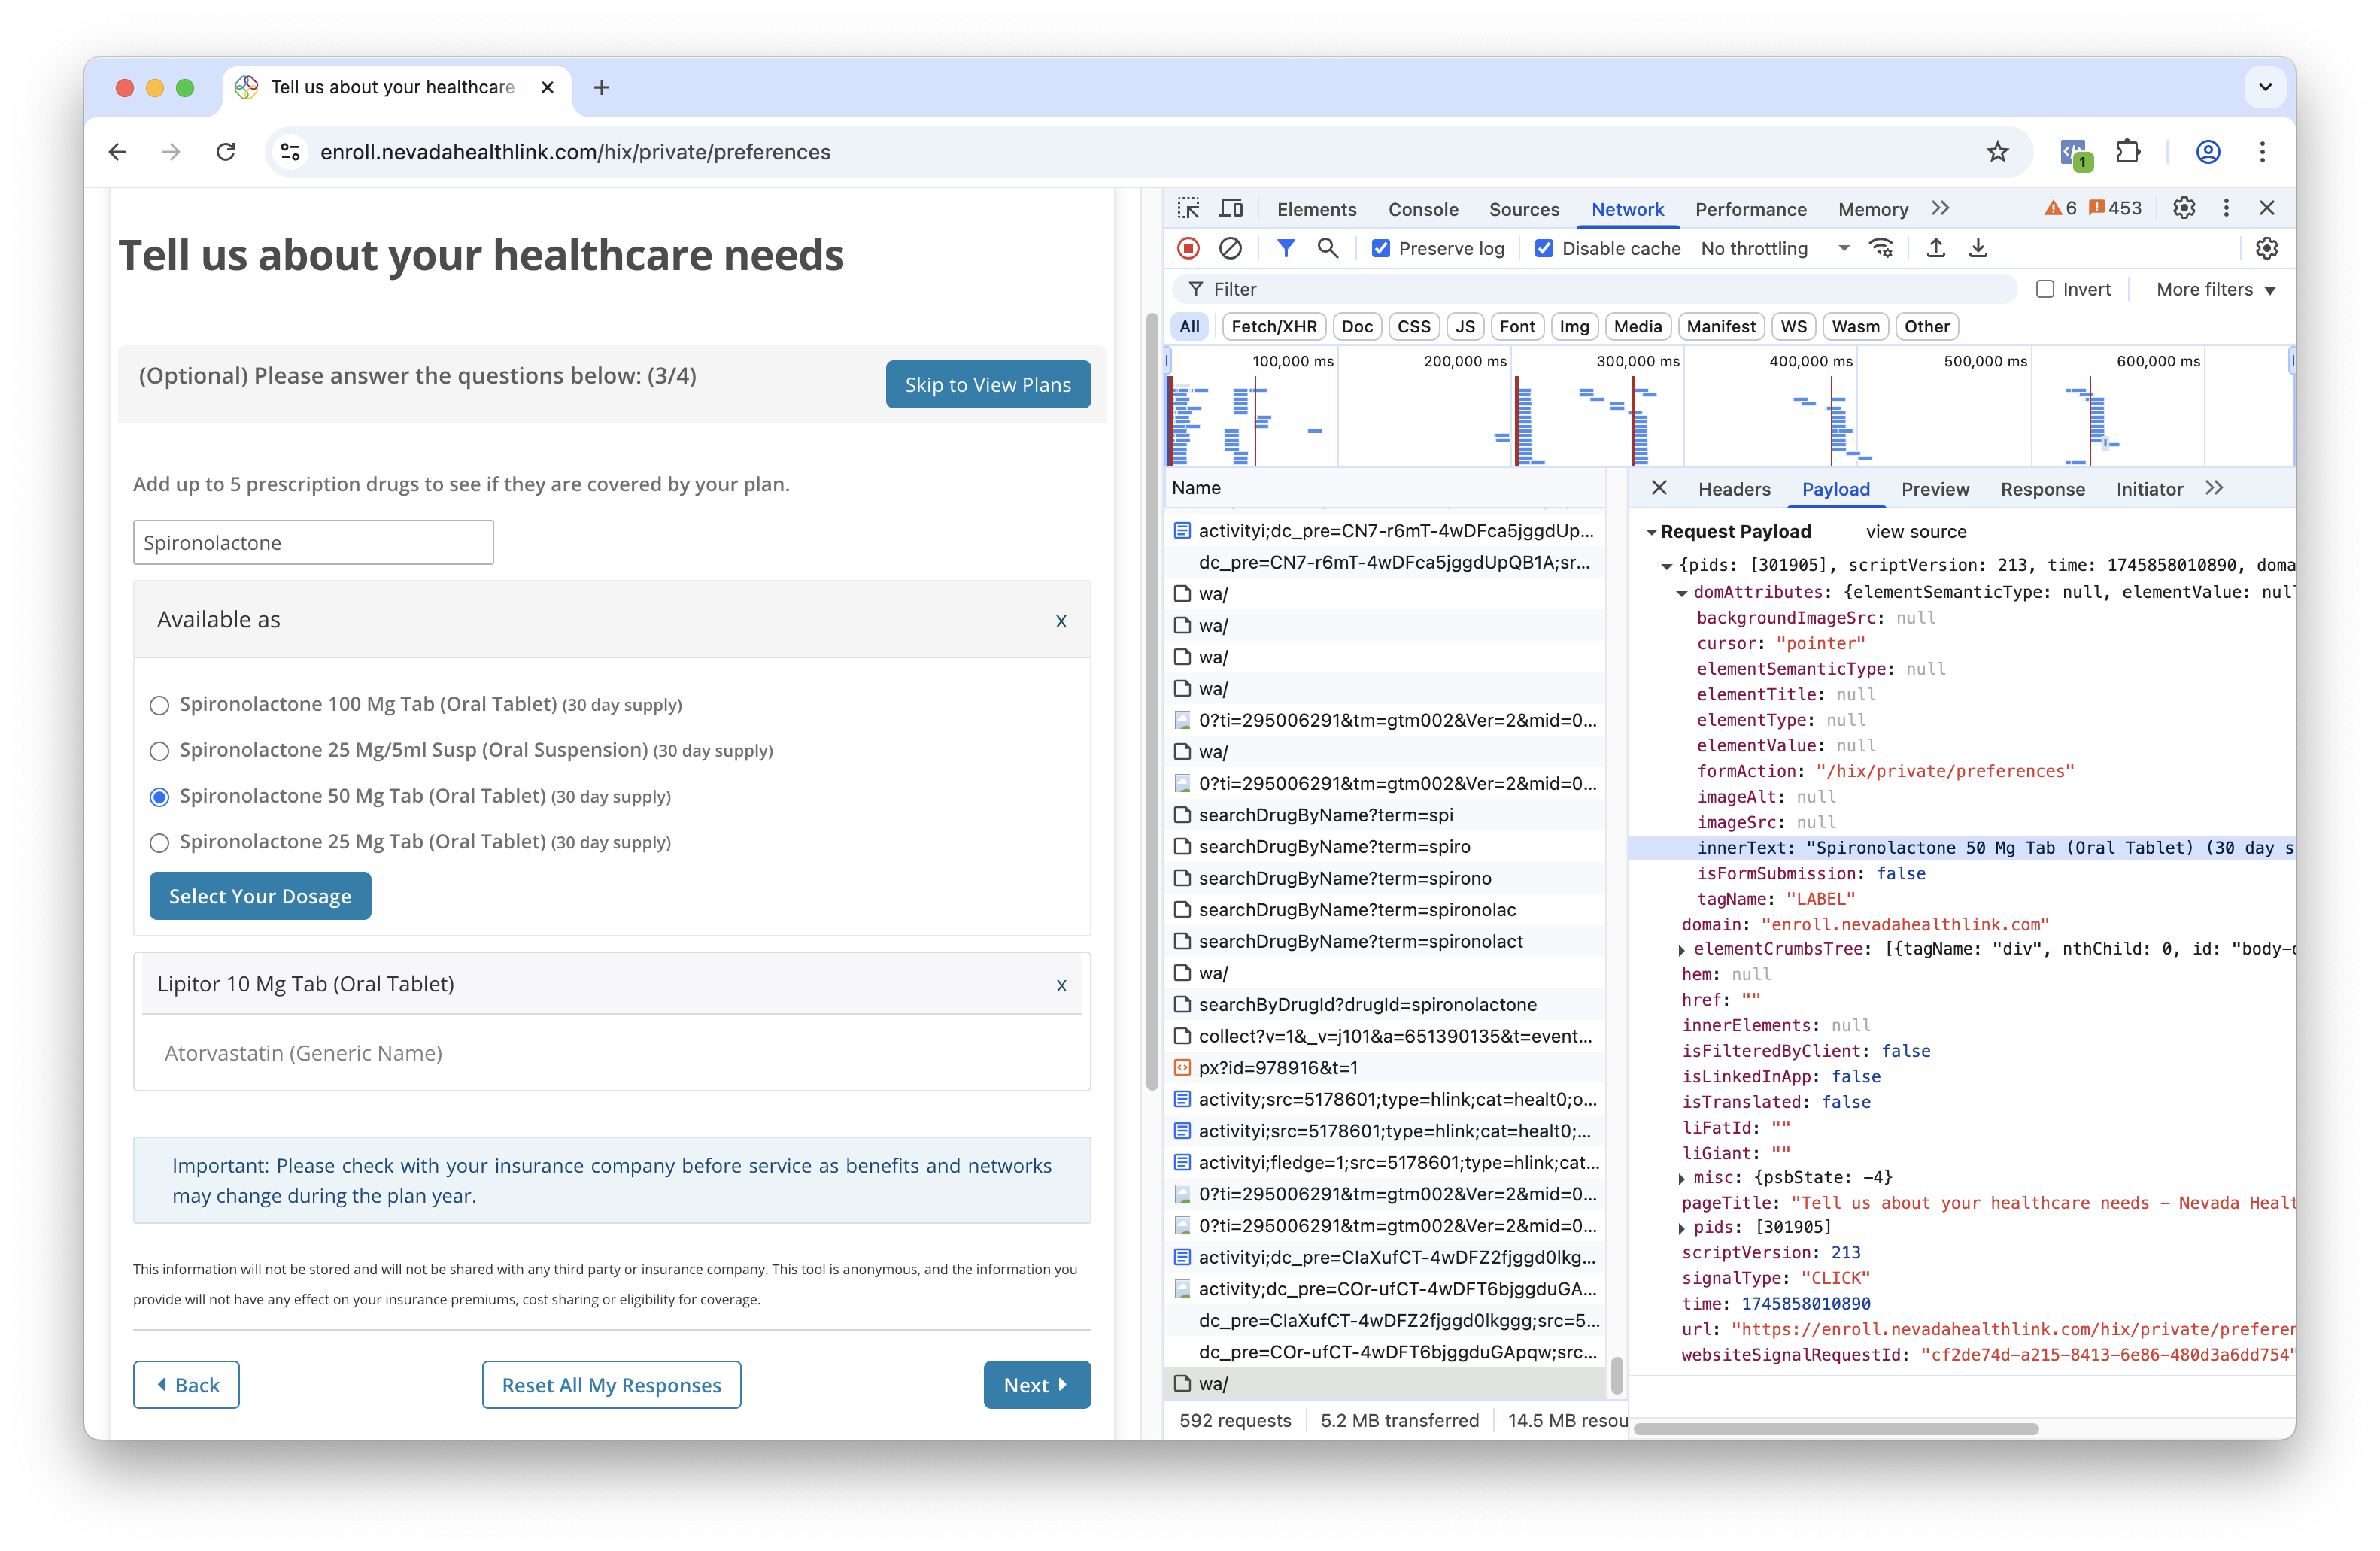 Tell us about your healthcare
enroll.nevadahealthlink.com/hix/private/preferences
1
Tell us about your healthcare needs
(Optional) Please answer the questions below: (3/4)
Skip to View Plans
Add up to 5 prescription drugs to see if they are covered by your plan.
Spironolactone
Available as
x
Spironolactone 100 Mg Tab (Oral Tablet) (30 day supply)
Spironolactone 25 Mg/5ml Susp (Oral Suspension) (30 day supply)
Spironolactone 50 Mg Tab (Oral Tablet) (30 day supply)
Spironolactone 25 Mg Tab (Oral Tablet) (30 day supply)
Select Your Dosage
Lipitor 10 Mg Tab (Oral Tablet)
x
Atorvastatin (Generic Name)
Important: Please check with your insurance company before service as benefits and networks
may change during the plan year.
This information will not be stored and will not be shared with any third party or insurance company. This tool is anonymous, and the information you
provide will not have any effect on your insurance premiums, cost sharing or eligibility for coverage.
Back
Reset All My Responses
Next
Elements Console Sources Network Performance Memory
6 453
Preserve log Disable cache No throttling
Filter Invert More filters
All Fetch/XHR Doc CSS JS Font Img Media Manifest WS Wasm Other
100,000 ms 200,000 ms 300,000 ms 400,000 ms 500,000 ms 600,000 ms
Name
activityi;dc_pre=CN7-r6mT-4wDFca5jggdUp...
dc_pre=CN7-r6mT-4wDFca5jggdUpQB1A;sr...
wa/
wa/
wa/
wa/
0?ti=295006291&tm=gtm002&Ver=2&mid=0...
wa/
0?ti=295006291&tm=gtm002&Ver=2&mid=0...
searchDrugByName?term=spi
searchDrugByName?term=spiro
searchDrugByName?term=spirono
searchDrugByName?term=spironolac
searchDrugByName?term=spironolact
wa/
searchByDrugId?drugId=spironolactone
collect?v=1&_v=j101&a=651390135&t=event...
px?id=978916&t=1
activity;src=5178601;type=hlink;cat=healt0;o...
activityi;src=5178601;type=hlink;cat=healt0;...
activityi;fledge=1;src=5178601;type=hlink;cat...
0?ti=295006291&tm=gtm002&Ver=2&mid=0...
0?ti=295006291&tm=gtm002&Ver=2&mid=0...
activityi;dc_pre=CIaXufCT-4wDFZ2fjggd0lkg...
activity;dc_pre=COr-ufCT-4wDFT6bjggduGA...
dc_pre=CIaXufCT-4wDFZ2fjggd0lkggg;src=5...
dc_pre=COr-ufCT-4wDFT6bjggduGApqw;src...
wa/
592 requests 5.2 MB transferred 14.5 MB resou
Headers Payload Preview Response Initiator
Request Payload view source
{pids: [301905], scriptVersion: 213, time: 1745858010890, doma
domAttributes: {elementSemanticType: null, elementValue: nul
backgroundImageSrc: null
cursor: "pointer"
elementSemanticType: null
elementTitle: null
elementType: null
elementValue: null
formAction: "/hix/private/preferences"
imageAlt: null
imageSrc: null
innerText: "Spironolactone 50 Mg Tab (Oral Tablet) (30 day s
isFormSubmission: false
tagName: "LABEL"
domain: "enroll.nevadahealthlink.com"
elementCrumbsTree: [{tagName: "div", nthChild: 0, id: "body-
hem: null
href: ""
innerElements: null
isFilteredByClient: false
isLinkedInApp: false
isTranslated: false
liFatId: ""
liGiant: ""
misc: {psbState: -4}
pageTitle: "Tell us about your healthcare needs – Nevada Healt
pids: [301905]
scriptVersion: 213
signalType: "CLICK"
time: 1745858010890
url: "https://enroll.nevadahealthlink.com/hix/private/preferen
websiteSignalRequestId: "cf2de74d-a215-8413-6e86-480d3a6dd754"